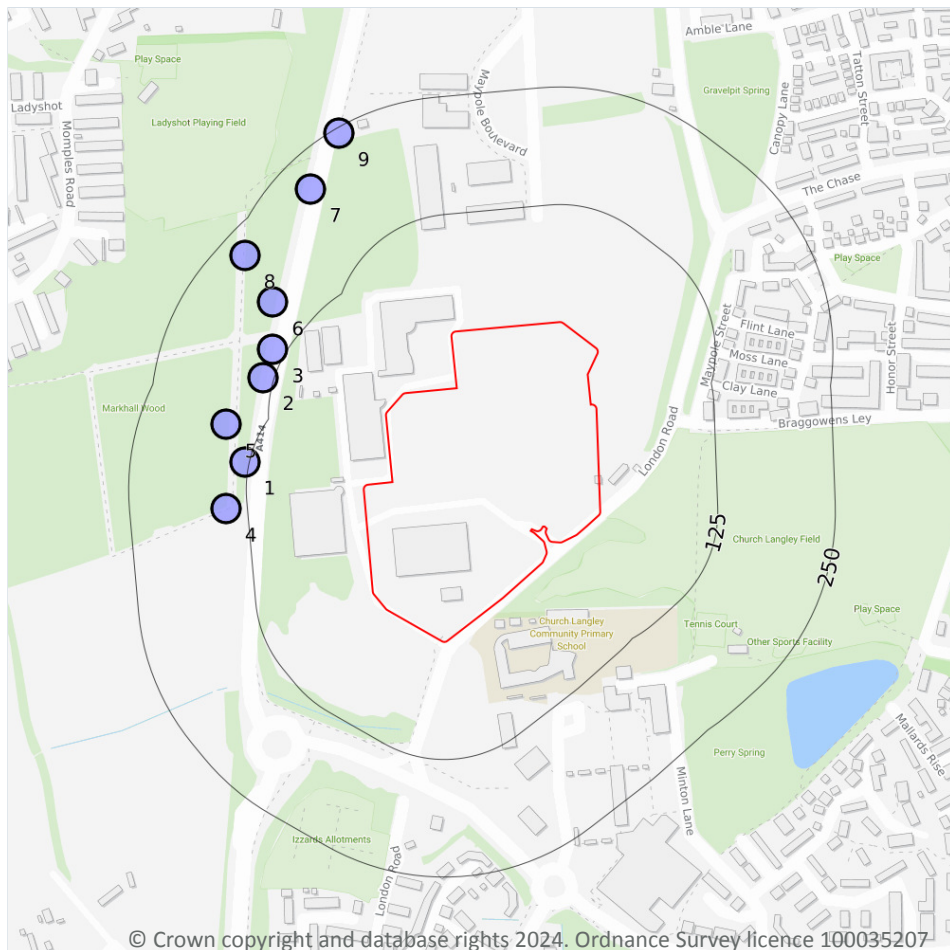 Amble Lane
Play Space
Ladyshot
Momples Road
Ladyshot Playing Field
Maypole Boulevard
Gravelpit Spring
Canopy Lane
Tatton Street
The Chase
9
7
8
6
3
2
5
1
4
Play Space
Maypole Street
Flint Lane
Moss Lane
Clay Lane
Honor Street
Braggowens Ley
Markhall Wood
A414
London Road
125
250
Church Langley Field
Church Langley
Community Primary
School
Tennis Court
Other Sports Facility
Play Space
Perry Spring
Mallards Rise
Minton Lane
Izzards Allotments
London Road
© Crown copyright and database rights 2024. Ordnance Survey licence 100035207